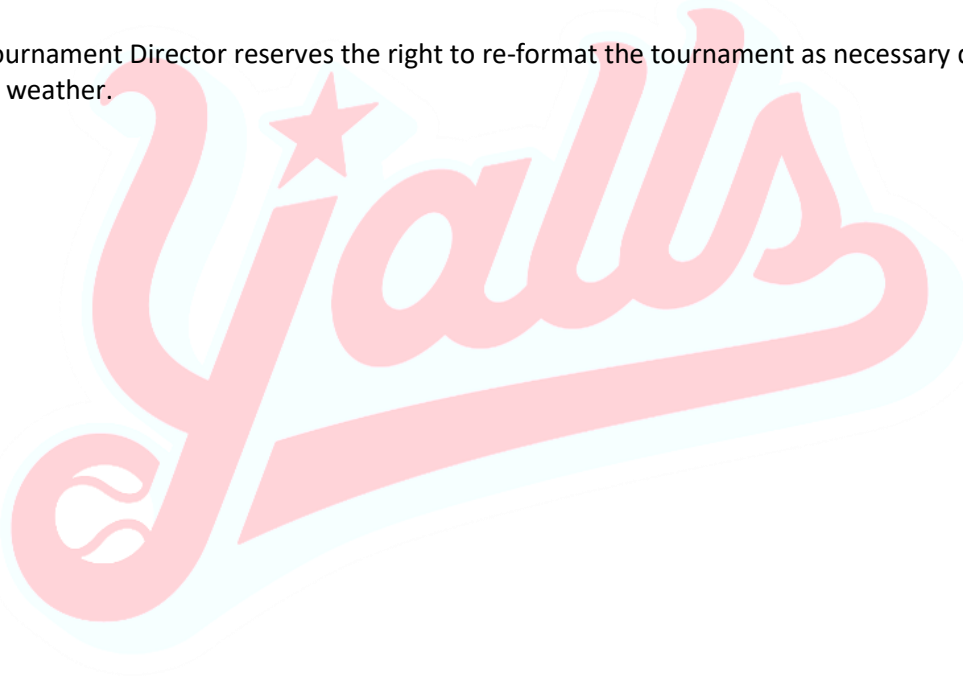 ournament Director reserves the right to re-format the tournament as necessary
weather.
yalls